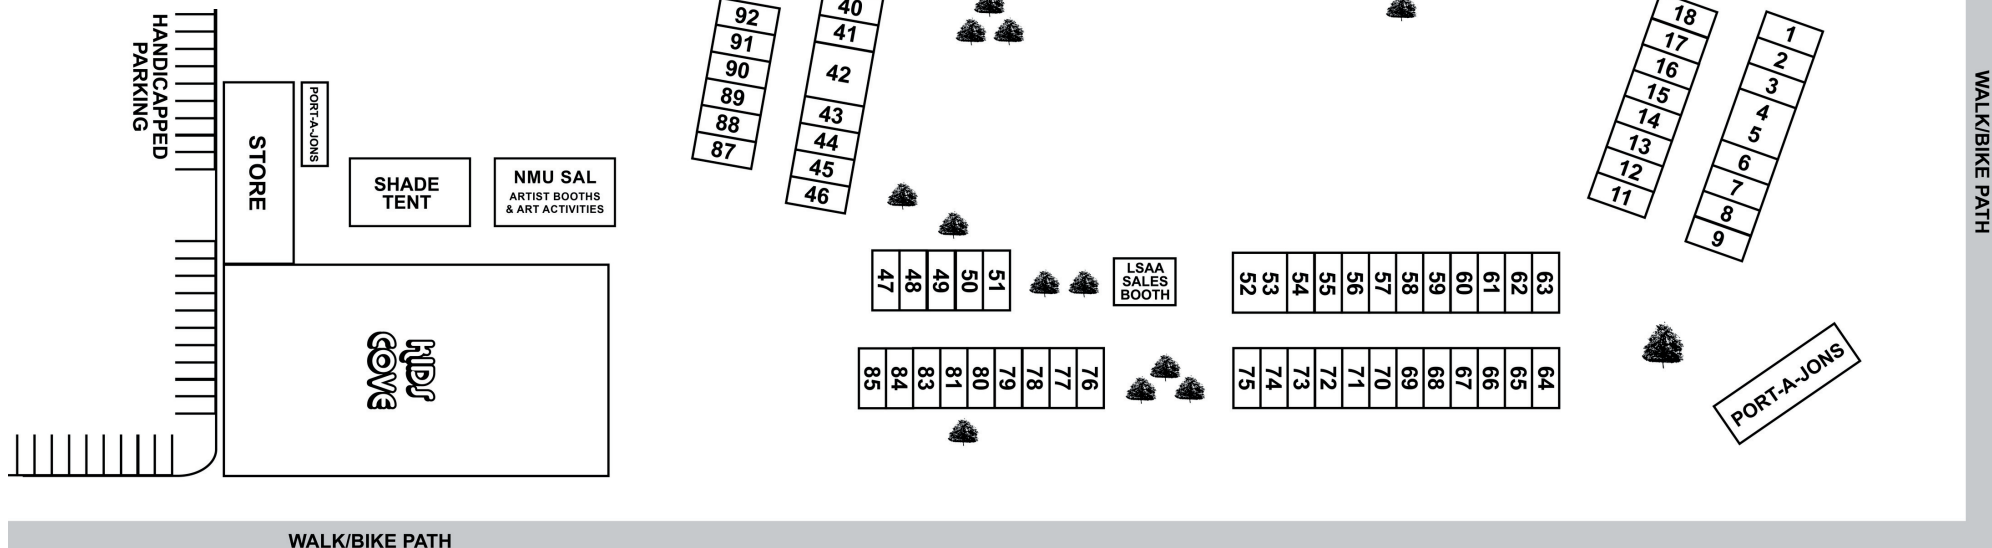 HANDICAPPED
PARKING
STORE
PORT-A-JONS
SHADE
TENT
NMU SAL
ARTIST BOOTHS
& ART ACTIVITIES
KIDS
COVE
92
91
90
89
88
87
40
41
42
43
44
45
46
47 48 49 50 51
LSAA
SALES
BOOTH
52 53 54 55 56 57 58 59 60 61 62 63
85 84 83 81 80 79 78 77 76
75 74 73 72 71 70 69 68 67 66 65 64
18
17
16
15
14
13
12
11
1
2
3
4
5
6
7
8
9
PORT-A-JONS
WALK/BIKE PATH
WALK/BIKE PATH